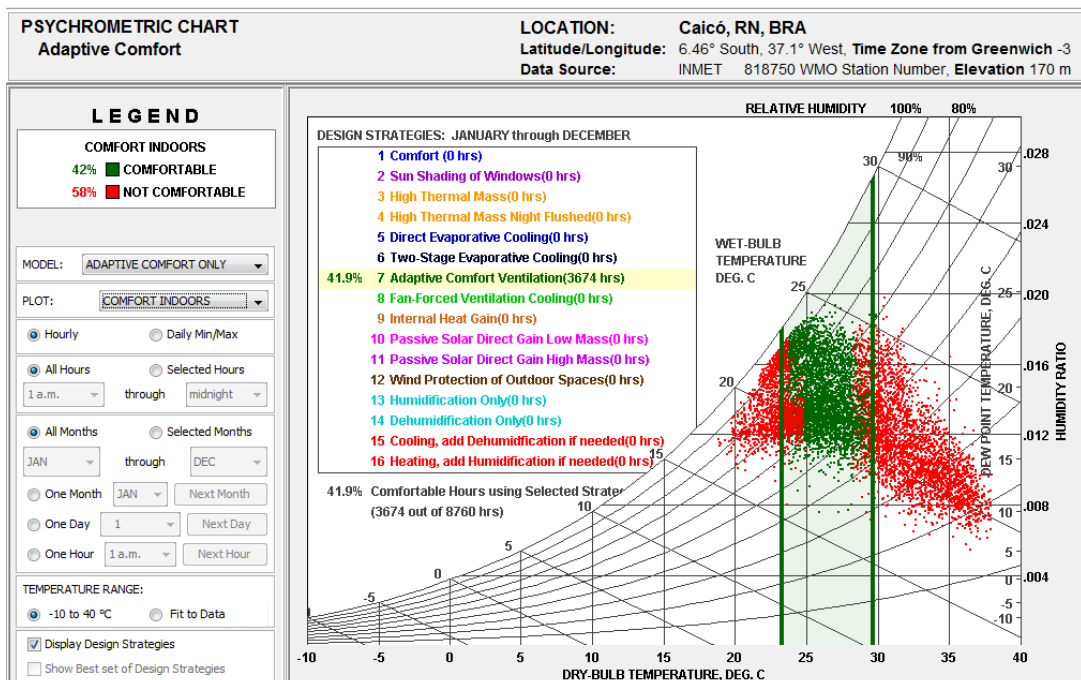 PSYCHROMETRIC CHART
Adaptive Comfort
LOCATION: Caicó, RN, BRA
Latitude/Longitude: 6.46° South, 37.1° West, Time Zone from Greenwich -3
Data Source: INMET 818750 WMO Station Number, Elevation 170 m
LEGEND
COMFORT INDOORS
42% COMFORTABLE
58% NOT COMFORTABLE
MODEL: ADAPTIVE COMFORT ONLY
PLOT: COMFORT INDOORS
Hourly Daily Min/Max
All Hours Selected Hours
1 a.m. through midnight
All Months Selected Months
JAN through DEC
One Month JAN Next Month
One Day 1 Next Day
One Hour 1 a.m. Next Hour
TEMPERATURE RANGE:
-10 to 40 ºC Fit to Data
Display Design Strategies
Show Best set of Design Strategies
RELATIVE HUMIDITY 100% 80%
DESIGN STRATEGIES: JANUARY through DECEMBER
1 Comfort (0 hrs)
2 Sun Shading of Windows(0 hrs)
3 High Thermal Mass(0 hrs)
4 High Thermal Mass Night Flushed(0 hrs)
5 Direct Evaporative Cooling(0 hrs)
6 Two-Stage Evaporative Cooling(0 hrs)
41.9% 7 Adaptive Comfort Ventilation(3674 hrs)
8 Fan-Forced Ventilation Cooling(0 hrs)
9 Internal Heat Gain(0 hrs)
10 Passive Solar Direct Gain Low Mass(0 hrs)
11 Passive Solar Direct Gain High Mass(0 hrs)
12 Wind Protection of Outdoor Spaces(0 hrs)
13 Humidification Only(0 hrs)
14 Dehumidification Only(0 hrs)
15 Cooling, add Dehumidfication if needed(0 hrs)
16 Heating, add Humidification if needed(0 hrs)
41.9% Comfortable Hours using Selected Strate
(3674 out of 8760 hrs)
WET-BULB
TEMPERATURE
DEG. C
90%
30
25
20
15
10
5
0
-5
30
20
15
10
5
0
-5
-10
DEW POINT TEMPERATURE, DEG. C
.028
.024
.020
.016
.012
.008
.004
HUMIDITY RATIO
-10 -5 0 5 10 15 20 25 30 35 40
DRY-BULB TEMPERATURE, DEG. C